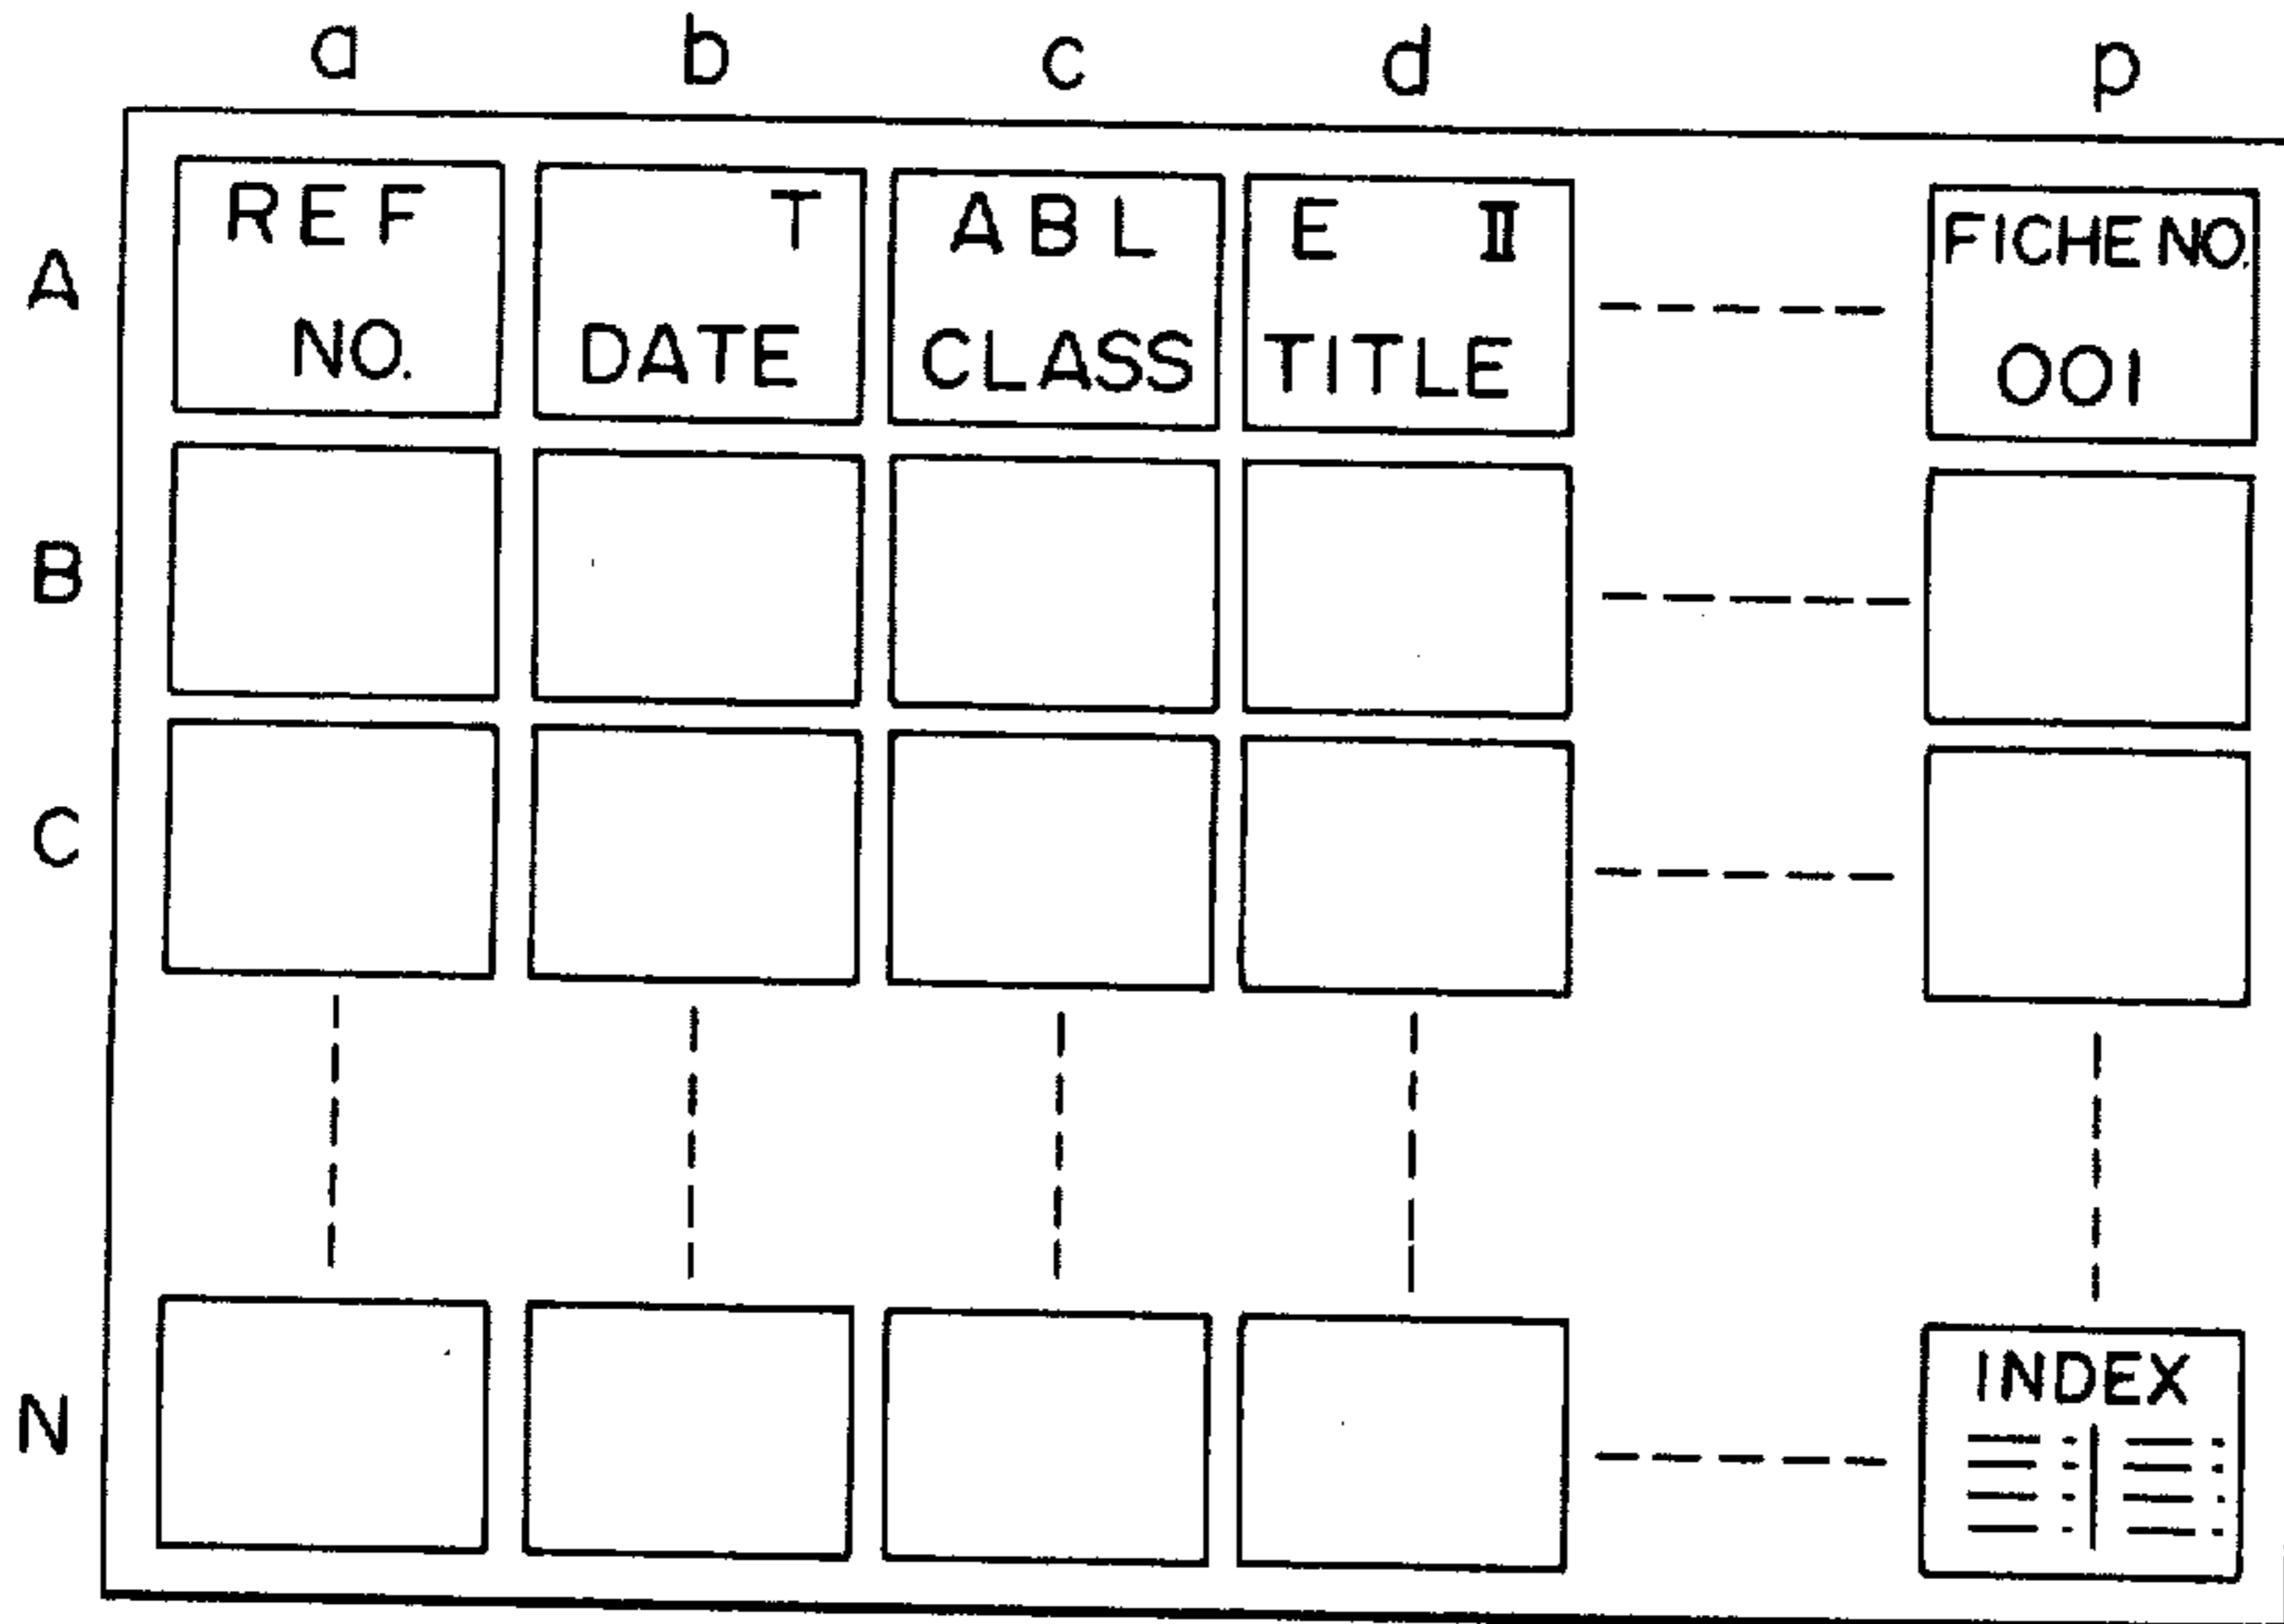 a b c d p
A REF T ABL E II FICHE NO.
NO. DATE CLASS TITLE 001
B
C
N INDEX